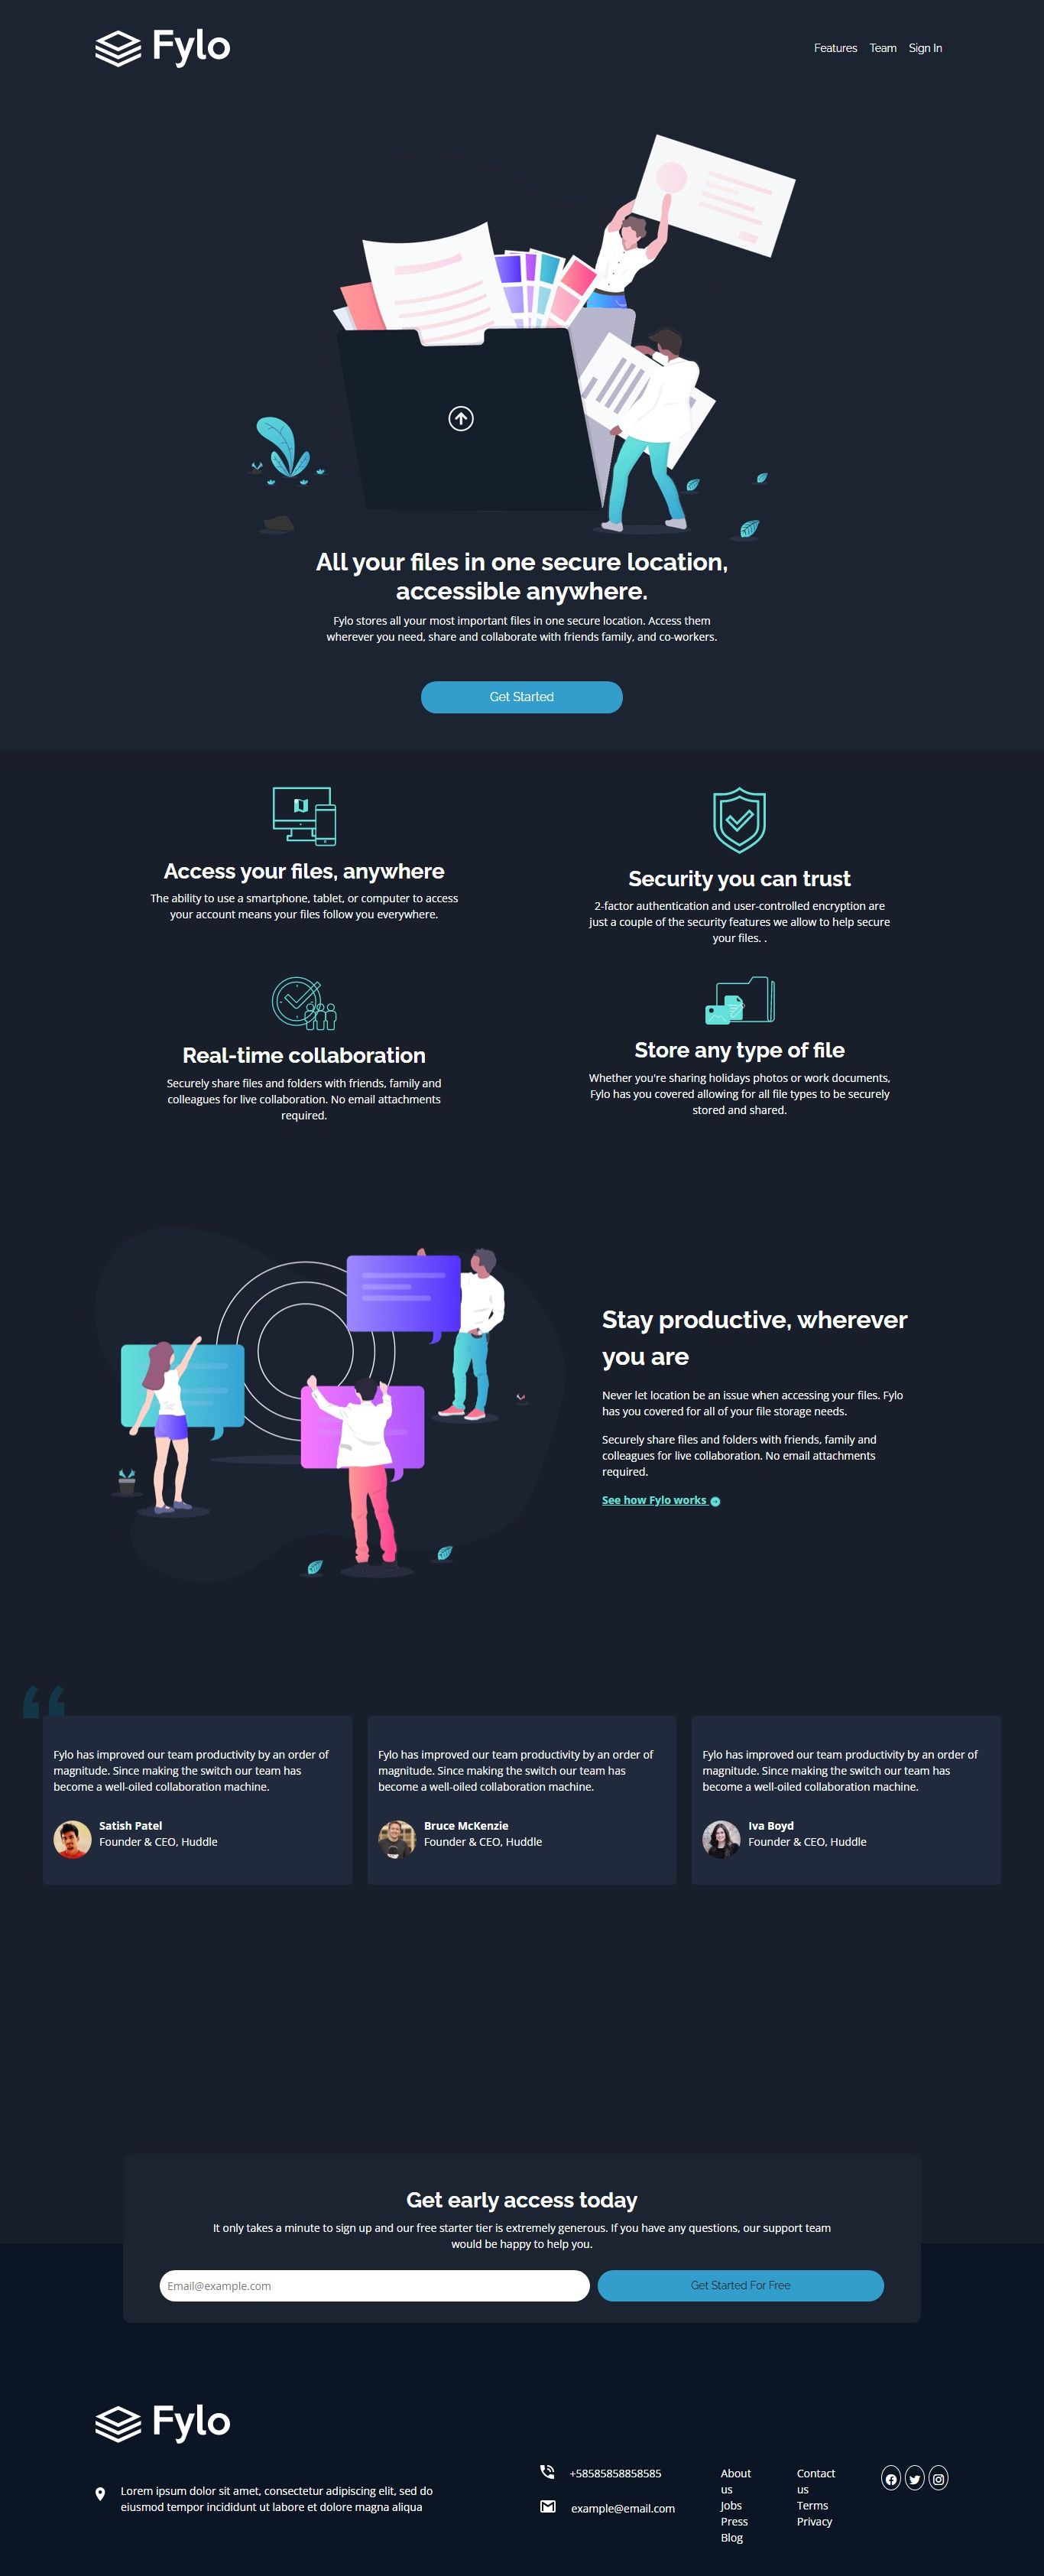 Fylo
Features Team Sign In
All your files in one secure location,
accessible anywhere.
Fylo stores all your most important files in one secure location. Access them
wherever you need, share and collaborate with friends family, and co-workers.
Get Started
Access your files, anywhere
The ability to use a smartphone, tablet, or computer to access
your account means your files follow you everywhere.
Security you can trust
2-factor authentication and user-controlled encryption are
just a couple of the security features we allow to help secure
your files. .
Real-time collaboration
Securely share files and folders with friends, family and
colleagues for live collaboration. No email attachments
required.
Store any type of file
Whether you're sharing holidays photos or work documents,
Fylo has you covered allowing for all file types to be securely
stored and shared.
Stay productive, wherever
you are
Never let location be an issue when accessing your files. Fylo
has you covered for all of your file storage needs.
Securely share files and folders with friends, family and
colleagues for live collaboration. No email attachments
required.
See how Fylo works
Fylo has improved our team productivity by an order of
magnitude. Since making the switch our team has
become a well-oiled collaboration machine.
Satish Patel
Founder & CEO, Huddle
Fylo has improved our team productivity by an order of
magnitude. Since making the switch our team has
become a well-oiled collaboration machine.
Bruce McKenzie
Founder & CEO, Huddle
Fylo has improved our team productivity by an order of
magnitude. Since making the switch our team has
become a well-oiled collaboration machine.
Iva Boyd
Founder & CEO, Huddle
Get early access today
It only takes a minute to sign up and our free starter tier is extremely generous. If you have any questions, our support team
would be happy to help you.
Email@example.com
Get Started For Free
Fylo
Lorem ipsum dolor sit amet, consectetur adipiscing elit, sed do
eiusmod tempor incididunt ut labore et dolore magna aliqua
+58585858858585
example@email.com
About
us
Jobs
Press
Blog
Contact
us
Terms
Privacy